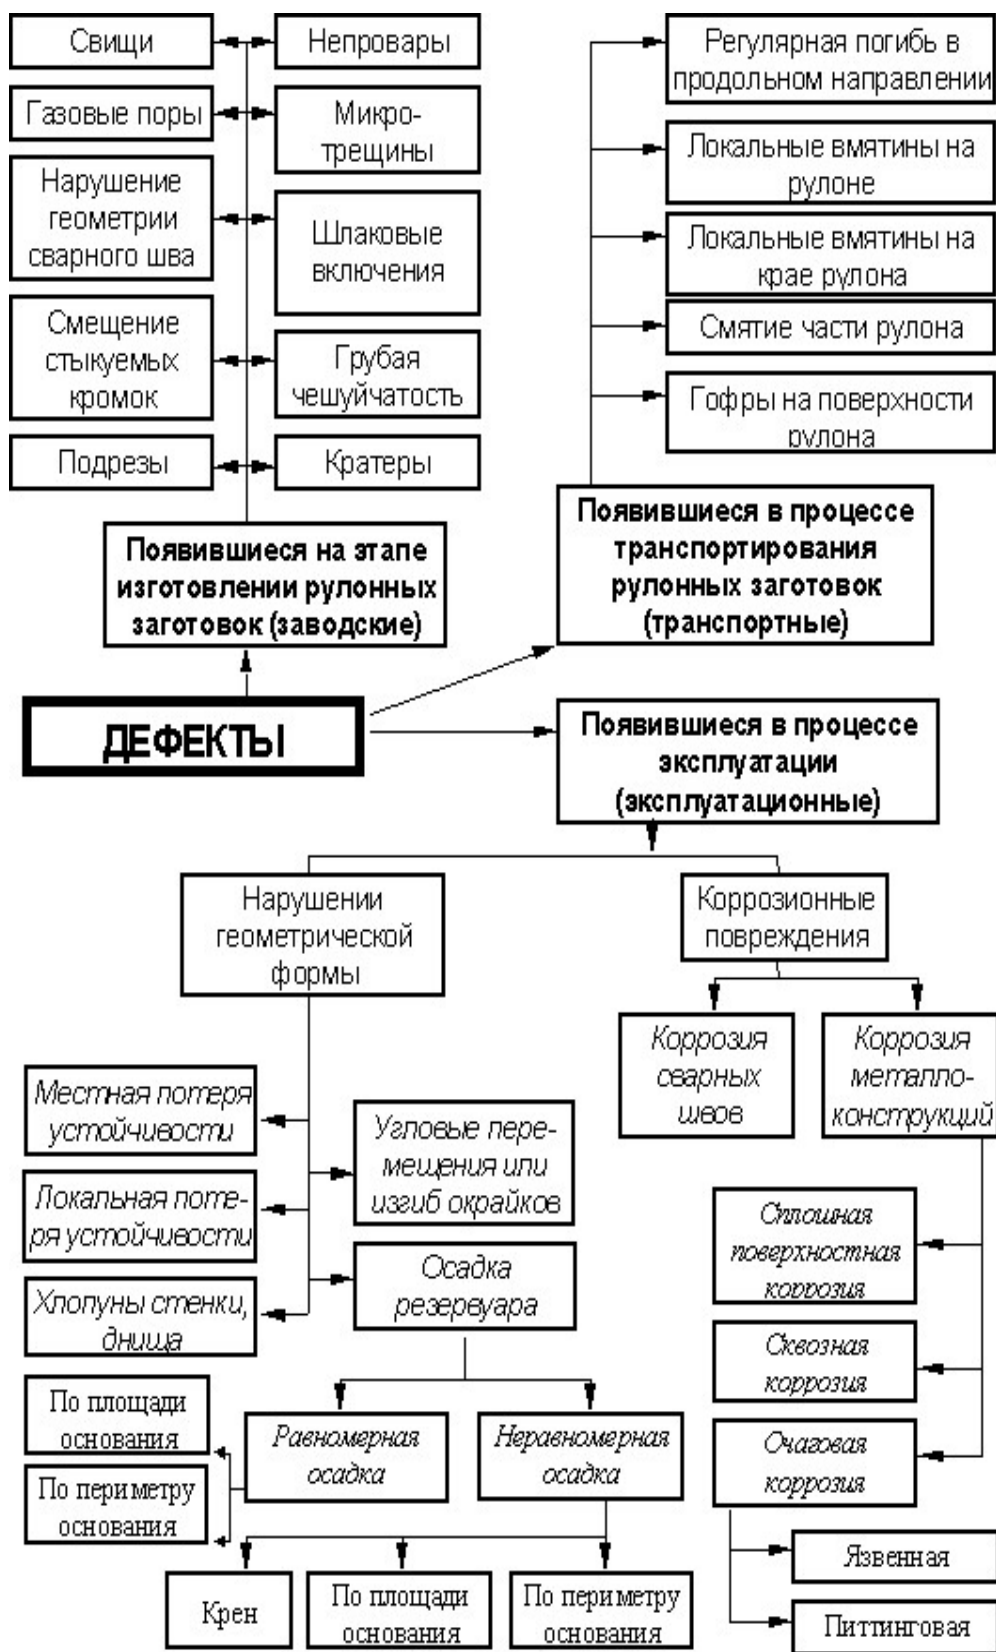 Свищи
Непровары
Газовые поры
Микро-
трещины
Нарушение
геометрии
сварного шва
Шлаковые
включения
Смещение
стыкуемых
кромок
Грубая
чешуйчатость
Подрезы
Кратеры
Регулярная погибь в
продольном направлении
Локальные вмятины на
рулоне
Локальные вмятины на
крае рулона
Смятие части рулона
Гофры на поверхности
рулона
Появившиеся на этапе
изготовлении рулонных
заготовок (заводские)
Появившиеся в процессе
транспортирования
рулонных заготовок
(транспортные)
ДЕФЕКТЫ
Появившиеся в процессе
эксплуатации
(эксплуатационные)
Нарушении
геометрической
формы
Коррозионные
повреждения
Коррозия
сварных
швов
Коррозия
металло-
конструкций
Местная потеря
устойчивости
Угловые пере-
мещения или
изгиб окрайков
Локальная поте-
ря устойчивости
Осадка
резервуара
Хлопуны стенки,
днища
Сплошная
поверхностная
коррозия
Сквозная
коррозия
Очаговая
коррозия
По площади
основания
По периметру
основания
Равномерная
осадка
Неравномерная
осадка
Крен
По площади
основания
По периметру
основания
Язвенная
Питтинговая